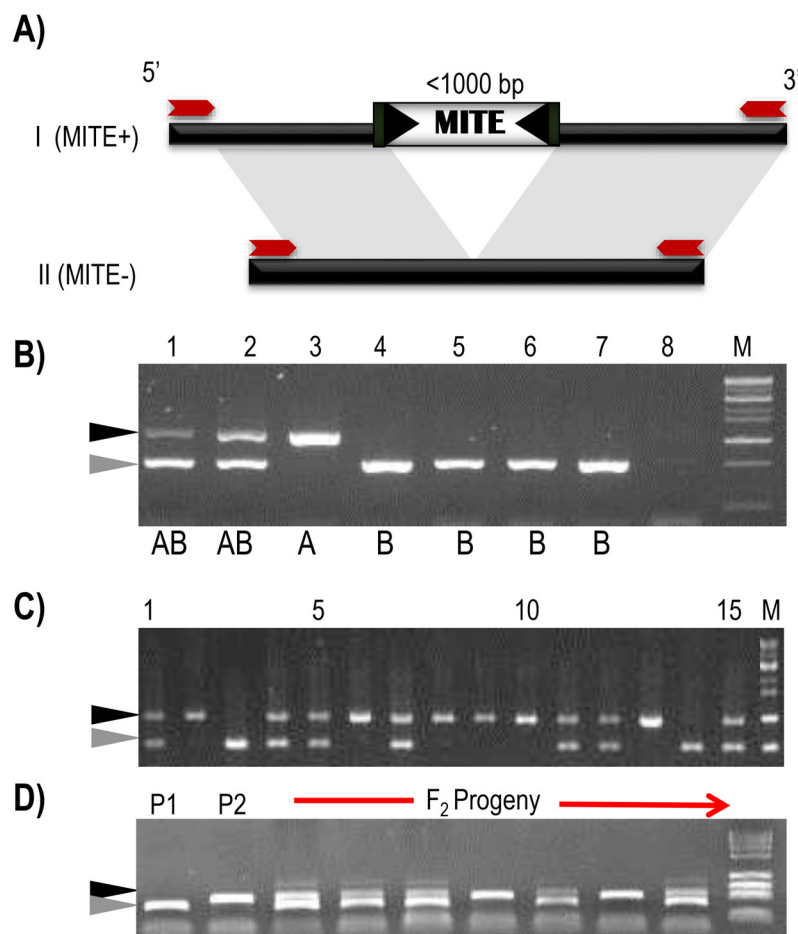 A)
5’
<1000 bp
3’
I (MITE+)
MITE
II (MITE-)
B)
1 2 3 4 5 6 7 8 M
AB AB A B B B B
C)
1 5 10 15 M
D)
P1 P2 F2 Progeny